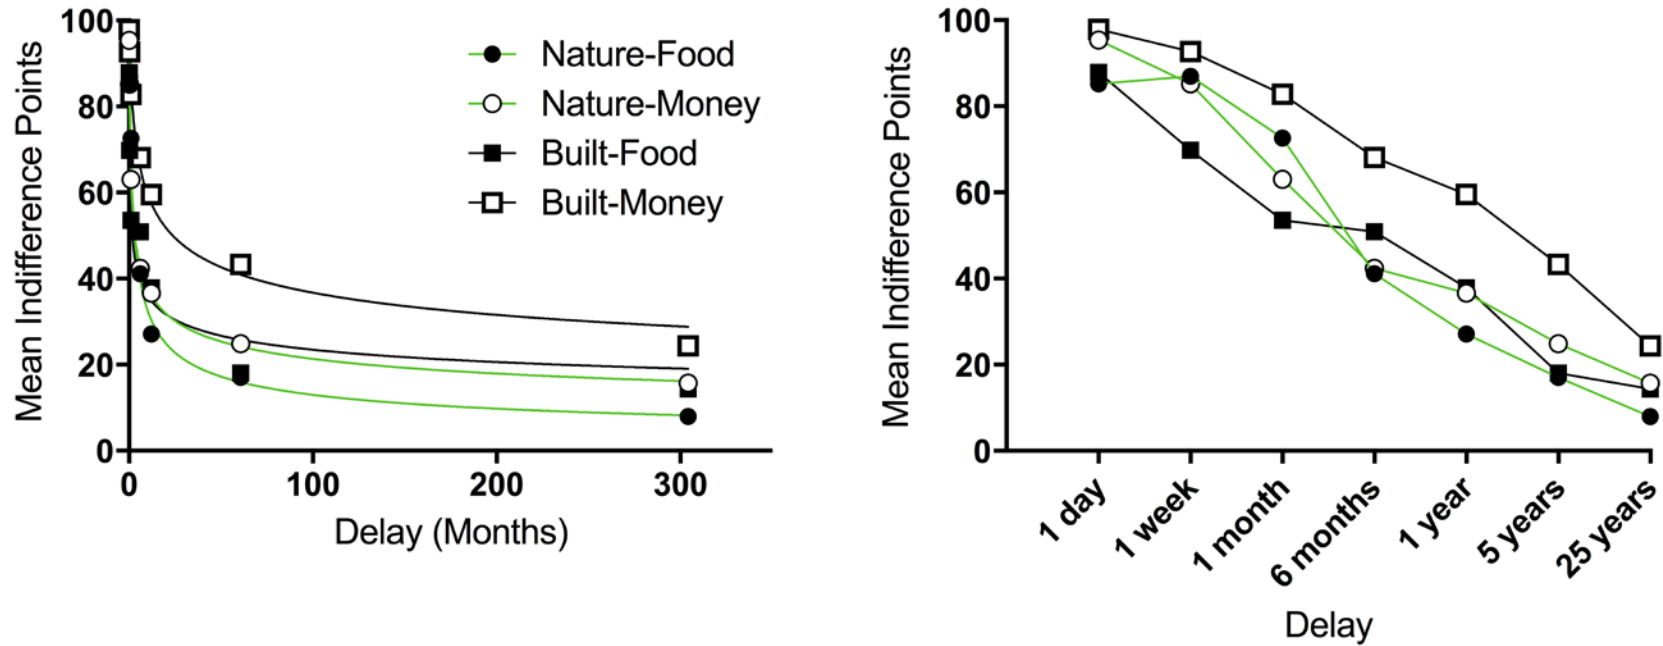 Mean Indifference Points
100
80
60
40
20
0
0 100 200 300
Delay (Months)
Nature-Food
Nature-Money
Built-Food
Built-Money
Mean Indifference Points
100
80
60
40
20
0
1 day
1 week
1 month
6 months
1 year
5 years
25 years
Delay